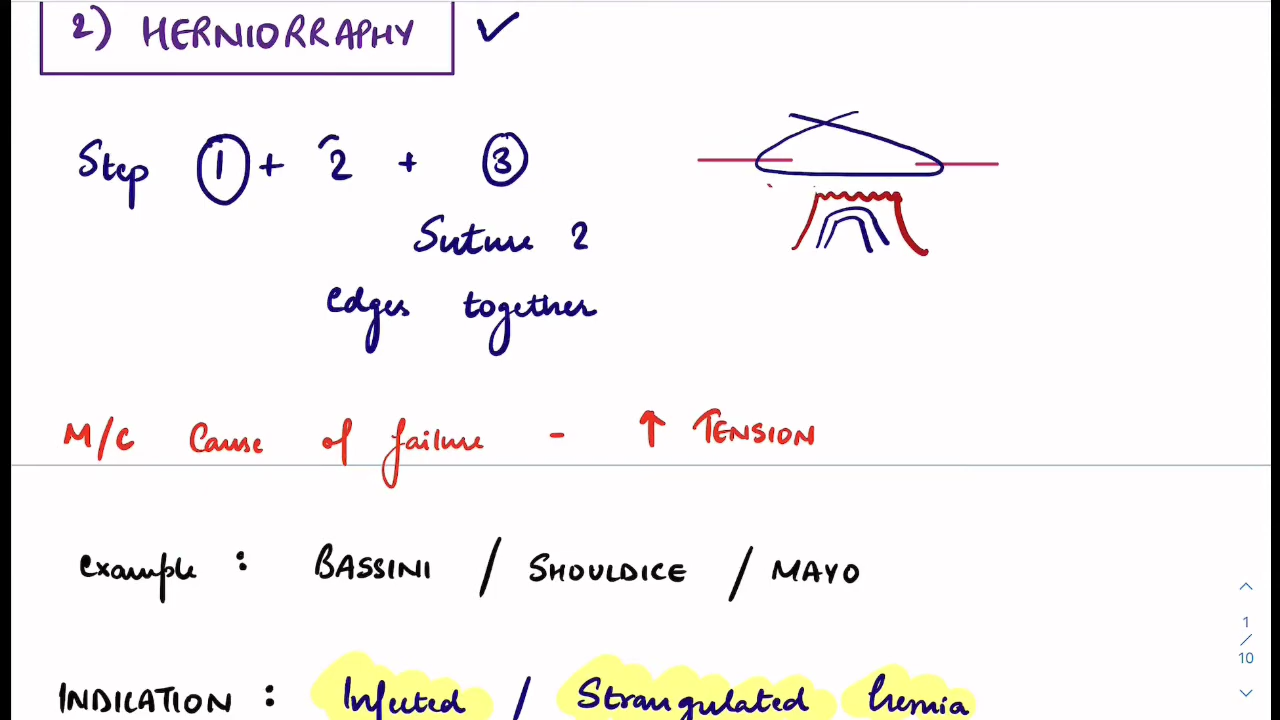 2) HERNIORRAPHY ✓
Step ① + 2 + ③
Suture 2
edges together
M/C Cause of failure - ↑ TENSION
example : BASSINI / SHOULDICE / MAYO
INDICATION : Infected / Strangulated hernia
1
/
10